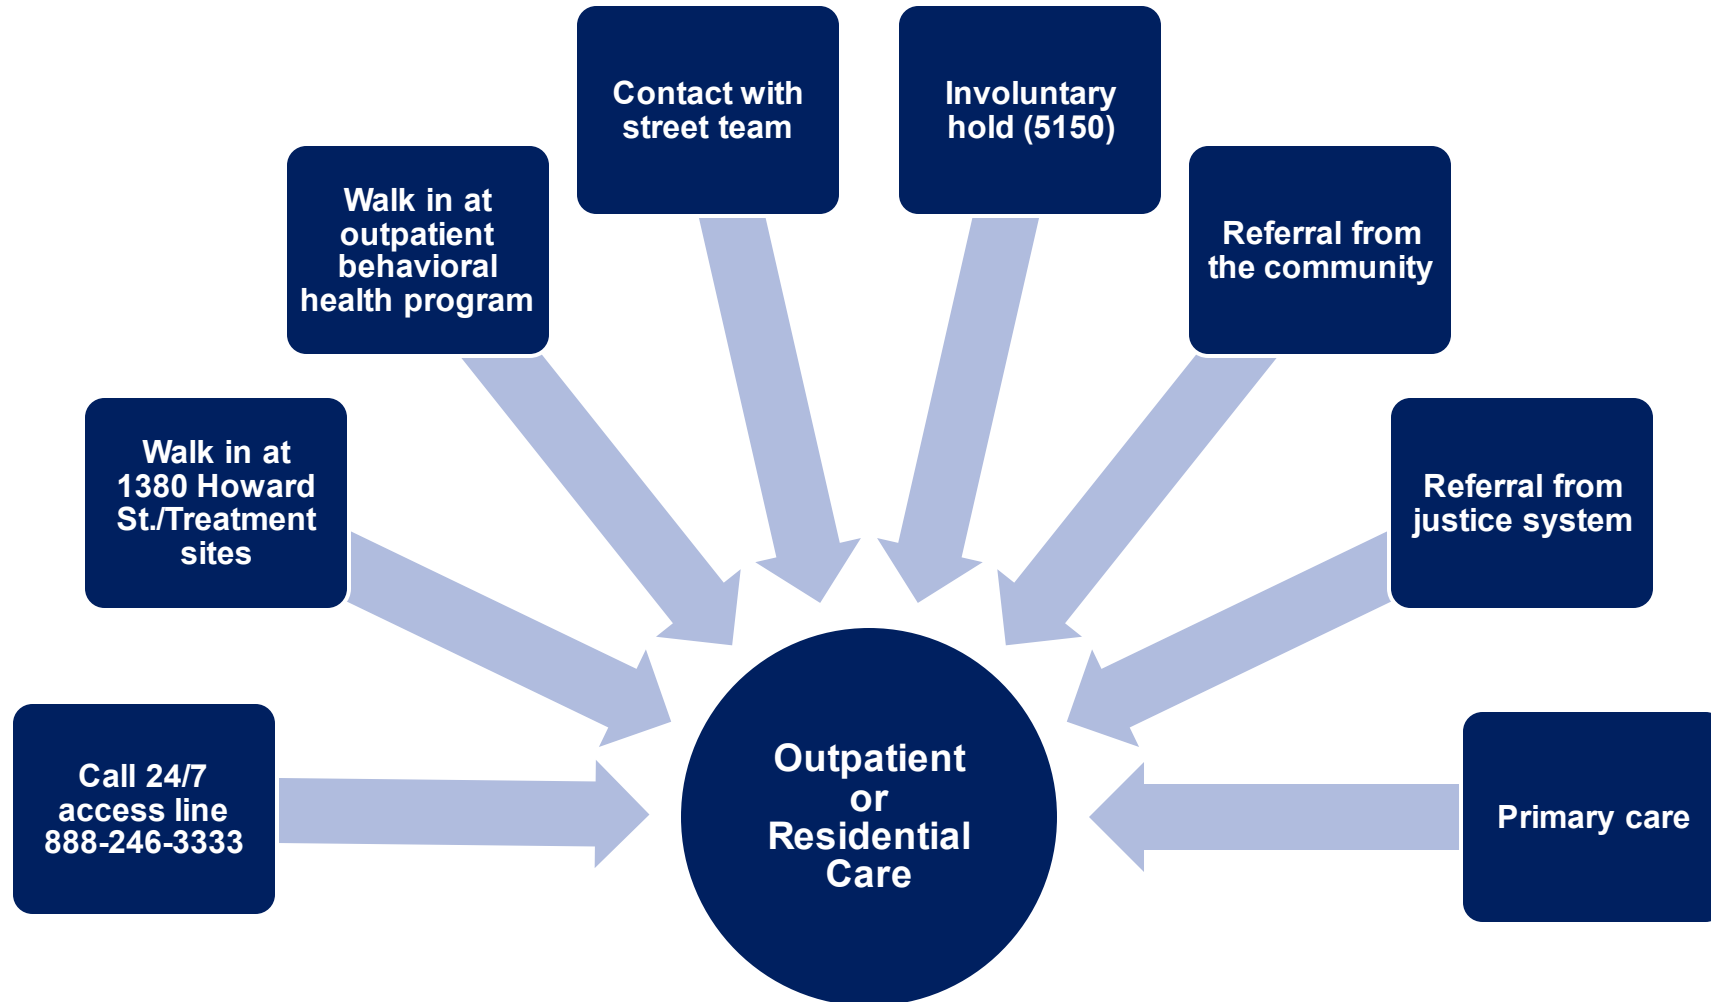 Contact with
street team
Involuntary
hold (5150)
Walk in at
outpatient
behavioral
health program
Referral from
the community
Walk in at
1380 Howard
St./Treatment
sites
Referral from
justice system
Call 24/7
access line
888-246-3333
Outpatient
or
Residential
Care
Primary care